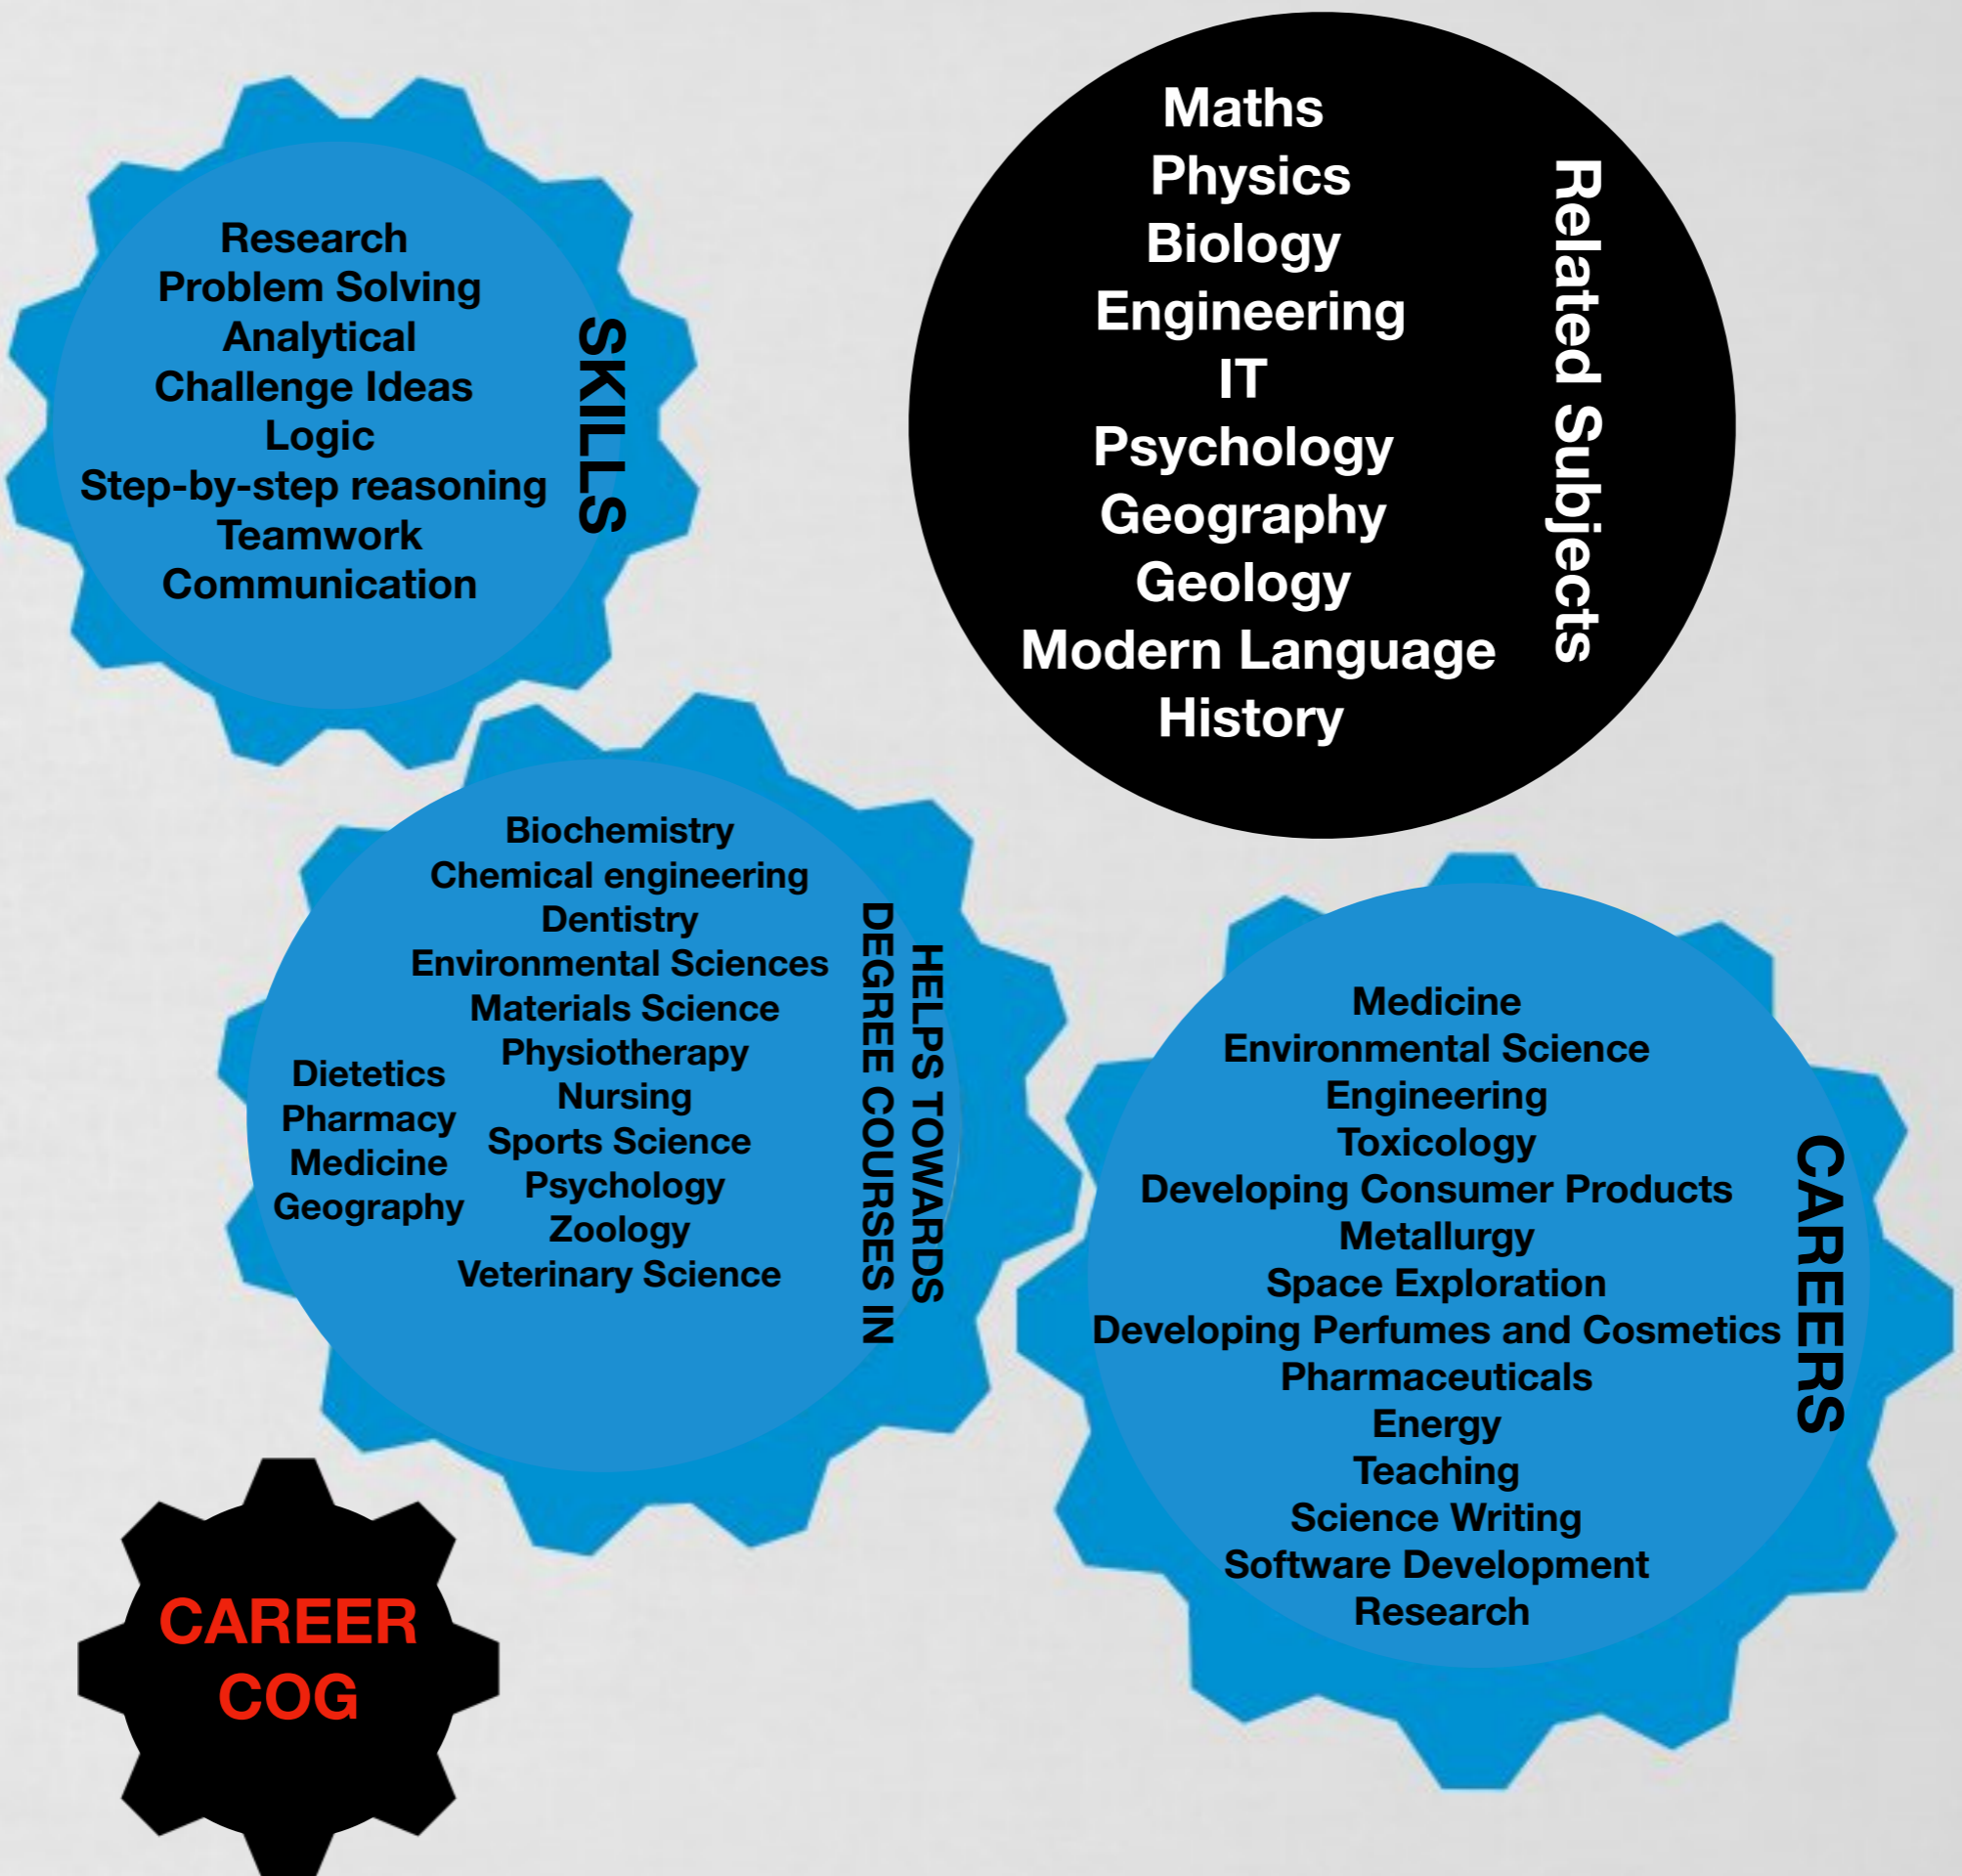 Research
Problem Solving
Analytical
Challenge Ideas
Logic
Step-by-step reasoning
Teamwork
Communication
SKILLS
Maths
Physics
Biology
Engineering
IT
Psychology
Geography
Geology
Modern Language
History
Related Subjects
Biochemistry
Chemical engineering
Dentistry
Environmental Sciences
Materials Science
Physiotherapy
Nursing
Sports Science
Psychology
Zoology
Veterinary Science
Dietetics
Pharmacy
Medicine
Geography
HELPS TOWARDS
DEGREE COURSES IN
Medicine
Environmental Science
Engineering
Toxicology
Developing Consumer Products
Metallurgy
Space Exploration
Developing Perfumes and Cosmetics
Pharmaceuticals
Energy
Teaching
Science Writing
Software Development
Research
CAREERS
CAREER
COG